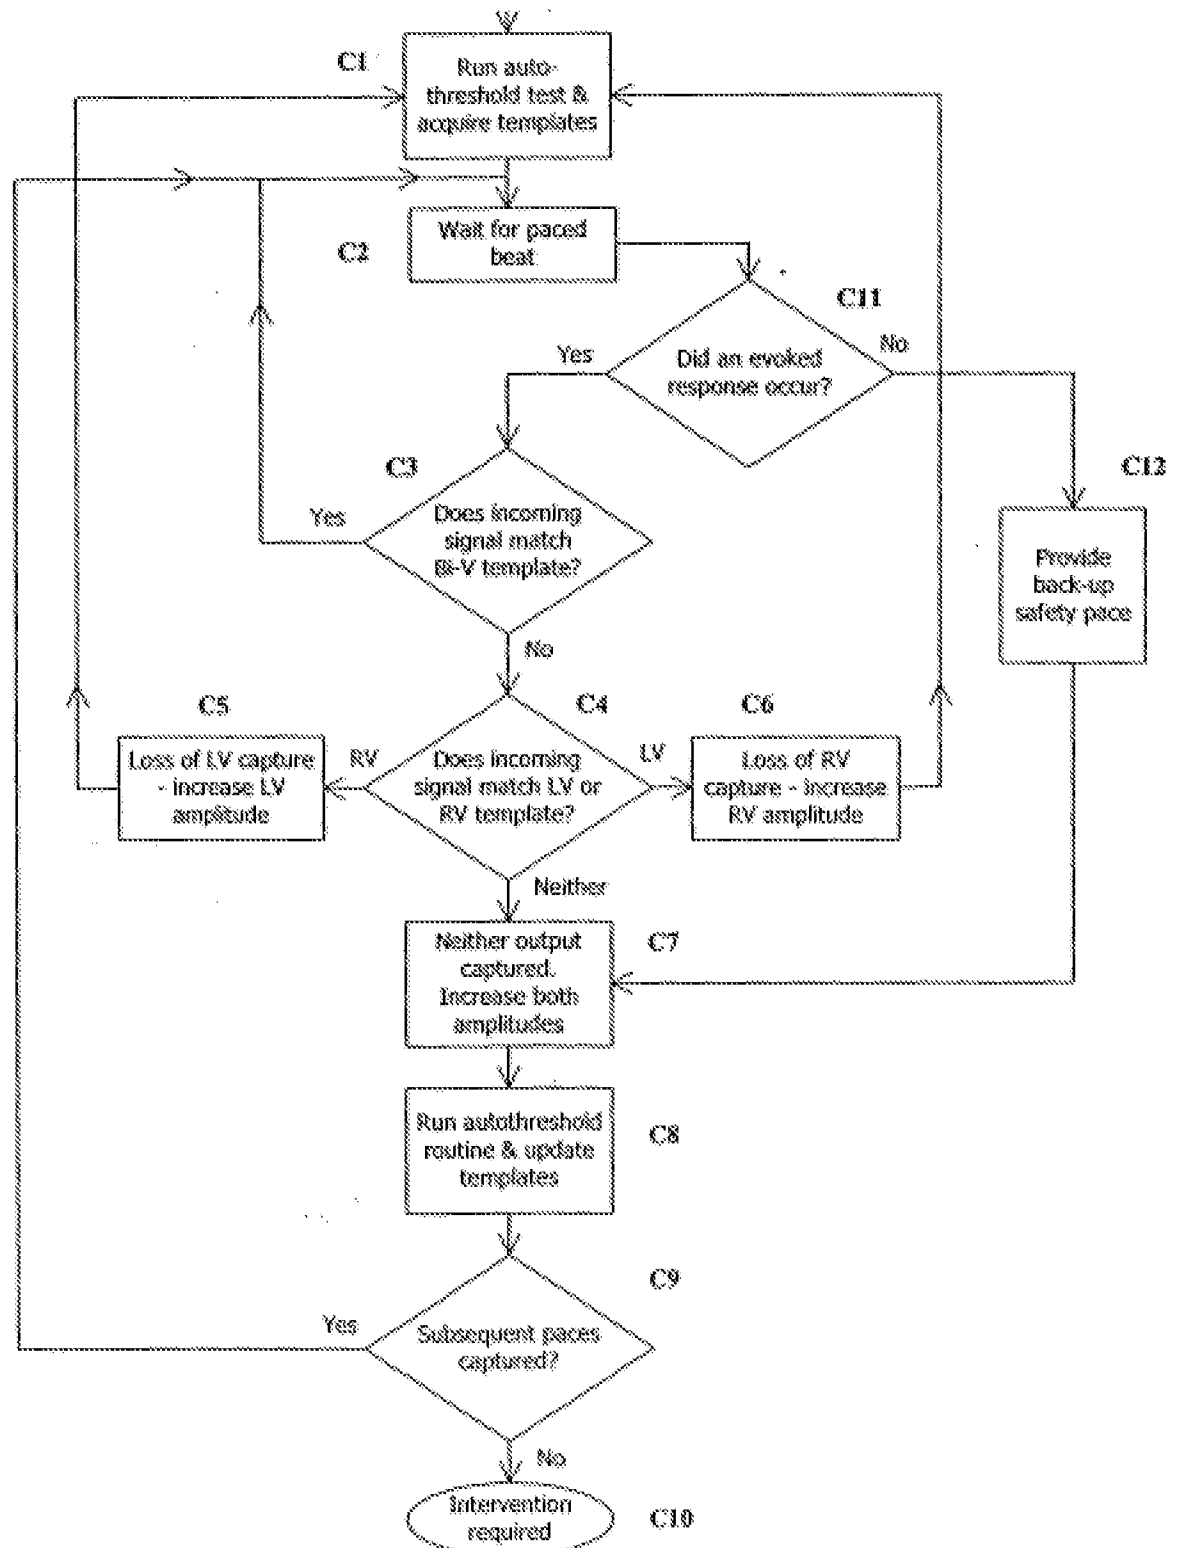 C1
Run auto-
threshold test &
acquire templates
C2
Wait for paced
beat
C11
Did an evoked
response occur?
Yes
No
C3
Does incoming
signal match
Bi-V template?
Yes
No
C12
Provide
back-up
safety pace
C5
Loss of LV capture
- increase LV
amplitude
RV
C4
Does incoming
signal match LV or
RV template?
LV
C6
Loss of RV
capture - increase
RV amplitude
Neither
C7
Neither output
captured.
Increase both
amplitudes
C8
Run autothreshold
routine & update
templates
C9
Yes
Subsequent paces
captured?
No
Intervention
required
C10